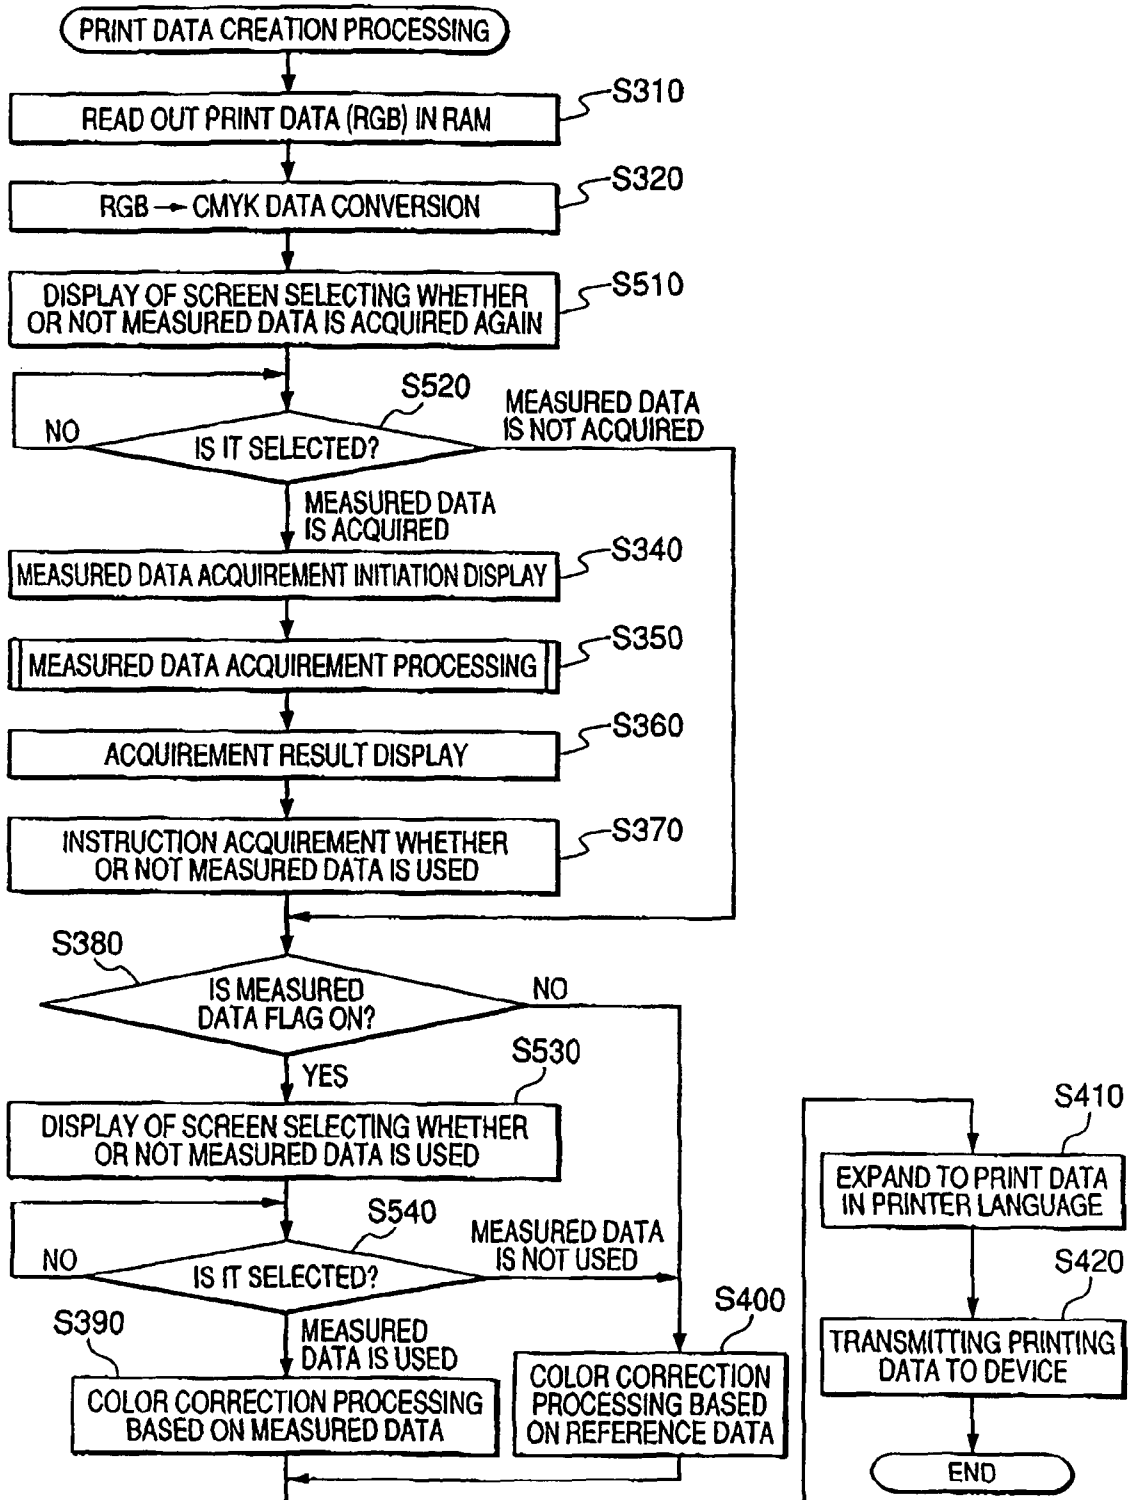 PRINT DATA CREATION PROCESSING
S310
READ OUT PRINT DATA (RGB) IN RAM
S320
RGB → CMYK DATA CONVERSION
S510
DISPLAY OF SCREEN SELECTING WHETHER
OR NOT MEASURED DATA IS ACQUIRED AGAIN
S520
MEASURED DATA
IS NOT ACQUIRED
NO
IS IT SELECTED?
MEASURED DATA
IS ACQUIRED
S340
MEASURED DATA ACQUIREMENT INITIATION DISPLAY
S350
MEASURED DATA ACQUIREMENT PROCESSING
S360
ACQUIREMENT RESULT DISPLAY
S370
INSTRUCTION ACQUIREMENT WHETHER
OR NOT MEASURED DATA IS USED
S380
IS MEASURED
DATA FLAG ON?
NO
YES
S530
DISPLAY OF SCREEN SELECTING WHETHER
OR NOT MEASURED DATA IS USED
S540
MEASURED DATA
IS NOT USED
NO
IS IT SELECTED?
S390
MEASURED
DATA IS USED
COLOR CORRECTION PROCESSING
BASED ON MEASURED DATA
S400
COLOR CORRECTION
PROCESSING BASED
ON REFERENCE DATA
S410
EXPAND TO PRINT DATA
IN PRINTER LANGUAGE
S420
TRANSMITTING PRINTING
DATA TO DEVICE
END